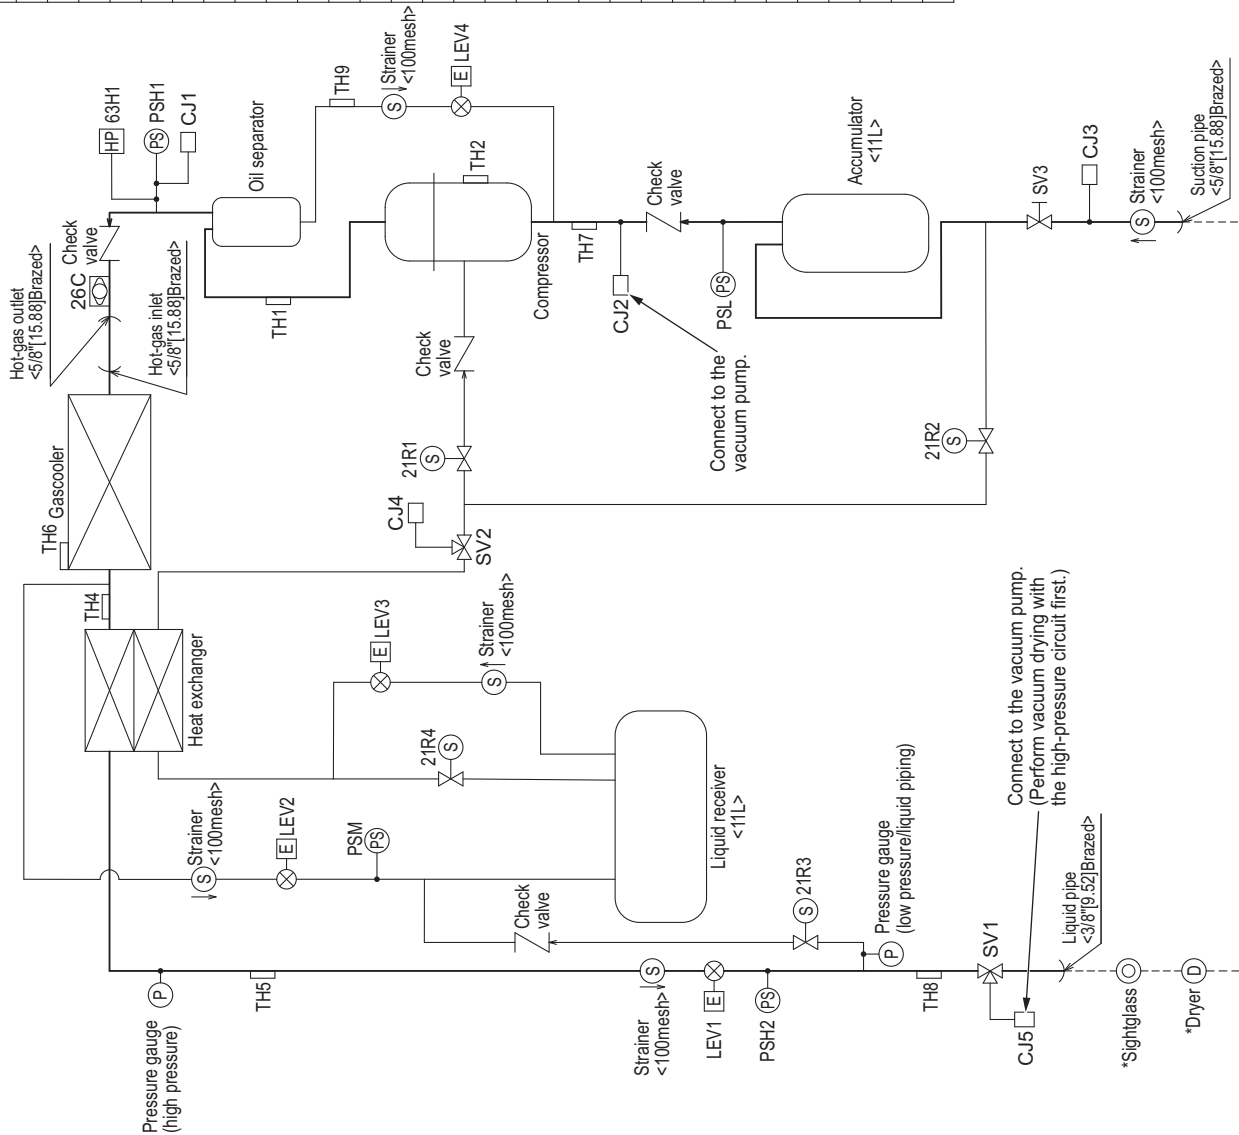 Hot-gas outlet
<5/8"[15.88]Brazed>
Hot-gas inlet
<5/8"[15.88]Brazed>
26C
Check
valve
HP
63H1
PS
PSH1
CJ1
Oil separator
TH9
Strainer
<100mesh>
S
E
LEV4
TH1
TH2
Compressor
TH7
Check
valve
CJ2
Connect to the
vacuum pump.
PSL
PS
Accumulator
<11L>
SV3
CJ3
Strainer
<100mesh>
S
Suction pipe
<5/8"[15.88]Brazed>
TH6
Gascooler
TH4
Heat exchanger
Check
valve
21R1
S
CJ4
SV2
21R2
S
E
LEV3
Strainer
<100mesh>
S
21R4
S
Strainer
<100mesh>
S
E
LEV2
PSM
PS
Liquid receiver
<11L>
Check
valve
S
21R3
Pressure gauge
(low pressure/liquid piping)
P
Pressure gauge
(high pressure)
P
TH5
Strainer
<100mesh>
S
LEV1
E
PSH2
PS
TH8
SV1
CJ5
Connect to the vacuum pump.
(Perform vacuum drying with
the high-pressure circuit first.)
Liquid pipe
<3/8"[9.52]Brazed>
*Sightglass
*Dryer
D